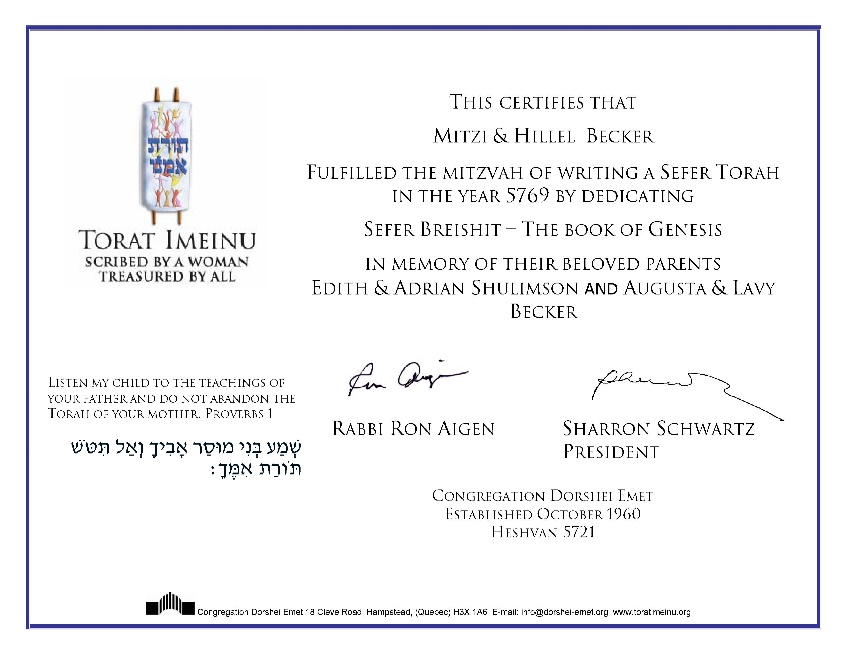 תורת
אמנו
TORAT IMEINU
SCRIBED BY A WOMAN
TREASURED BY ALL
THIS CERTIFIES THAT
MITZI & HILLEL BECKER
FULFILLED THE MITZVAH OF WRITING A SEFER TORAH
IN THE YEAR 5769 BY DEDICATING
SEFER BREISHIT – THE BOOK OF GENESIS
IN MEMORY OF THEIR BELOVED PARENTS
EDITH & ADRIAN SHULIMSON AND AUGUSTA & LAVY
BECKER
LISTEN MY CHILD TO THE TEACHINGS OF
YOUR FATHER AND DO NOT ABANDON THE
TORAH OF YOUR MOTHER. PROVERBS 1
שְׁמַע בְּנִי מוּסַר אָבִיךָ וְאַל תִּטֹּשׁ
תּוֹרַת אִמֶּךָ:
Ron Aigen
RABBI RON AIGEN
SHARRON SCHWARTZ
PRESIDENT
CONGREGATION DORSHEI EMET
ESTABLISHED OCTOBER 1960
HESHVAN 5721
Congregation Dorshei Emet 18 Cleve Road, Hampstead, (Quebec) H3X 1A6 E-mail: info@dorshei-emet.org www.toratimeinu.org